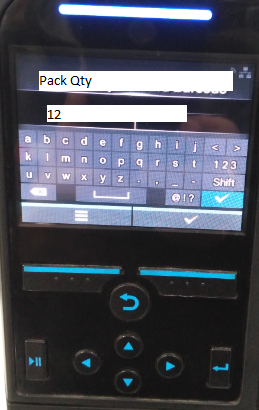 Pack Qty
12
a b c d e f g h i j < >
k l m n o p q r s t 123
u v w x y z . , _ - Shift
@!?